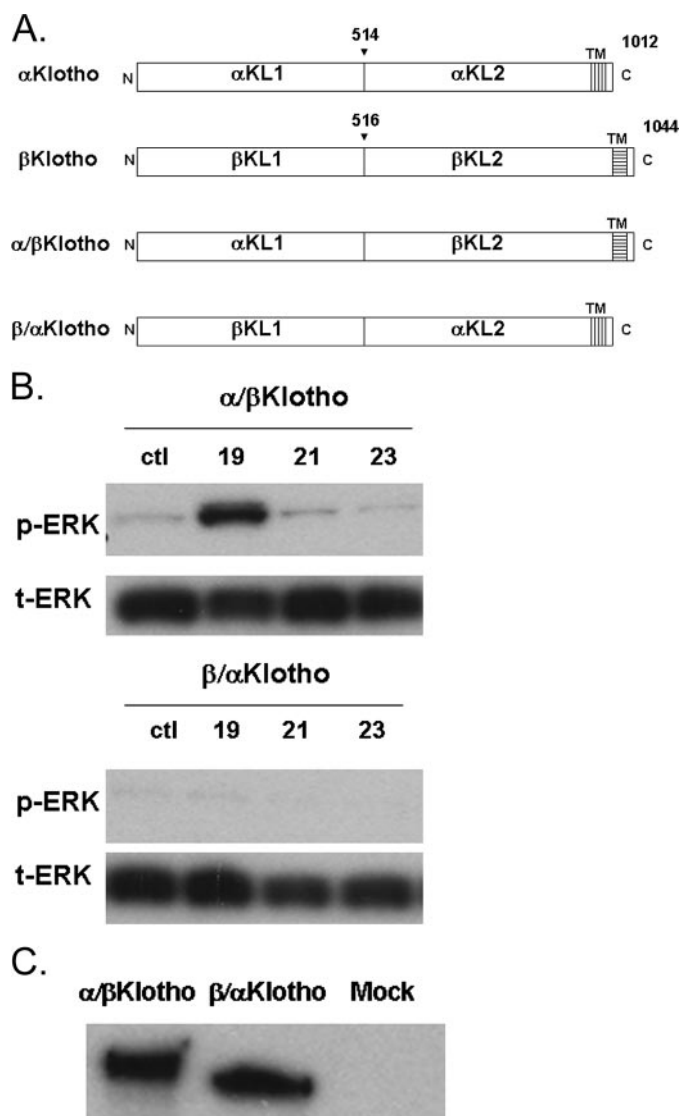 A.
514
1012
TM
αKlotho N αKL1 αKL2 C
516
1044
TM
βKlotho N βKL1 βKL2 C
TM
α/βKlotho N αKL1 βKL2 C
TM
β/αKlotho N βKL1 αKL2 C
B.
α/βKlotho
ctl 19 21 23
p-ERK
t-ERK
β/αKlotho
ctl 19 21 23
p-ERK
t-ERK
C.
α/βKlotho β/αKlotho Mock